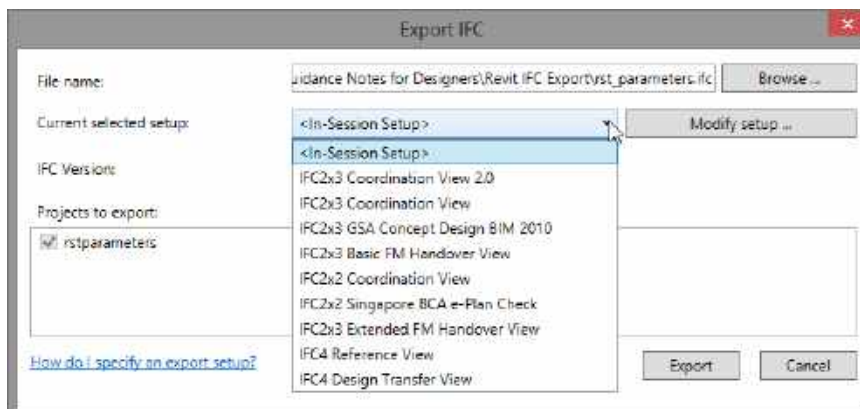 Export IFC
File name:
uidance Notes for Designers\Revit IFC Export\rst_parameters.ifc
Browse ...
Current selected setup:
<In-Session Setup>
Modify setup ...
<In-Session Setup>
IFC Version:
IFC2x3 Coordination View 2.0
IFC2x3 Coordination View
Projects to export:
IFC2x3 GSA Concept Design BIM 2010
rstparameters
IFC2x3 Basic FM Handover View
IFC2x2 Coordination View
IFC2x2 Singapore BCA e-Plan Check
IFC2x3 Extended FM Handover View
IFC4 Reference View
IFC4 Design Transfer View
How do I specify an export setup?
Export
Cancel